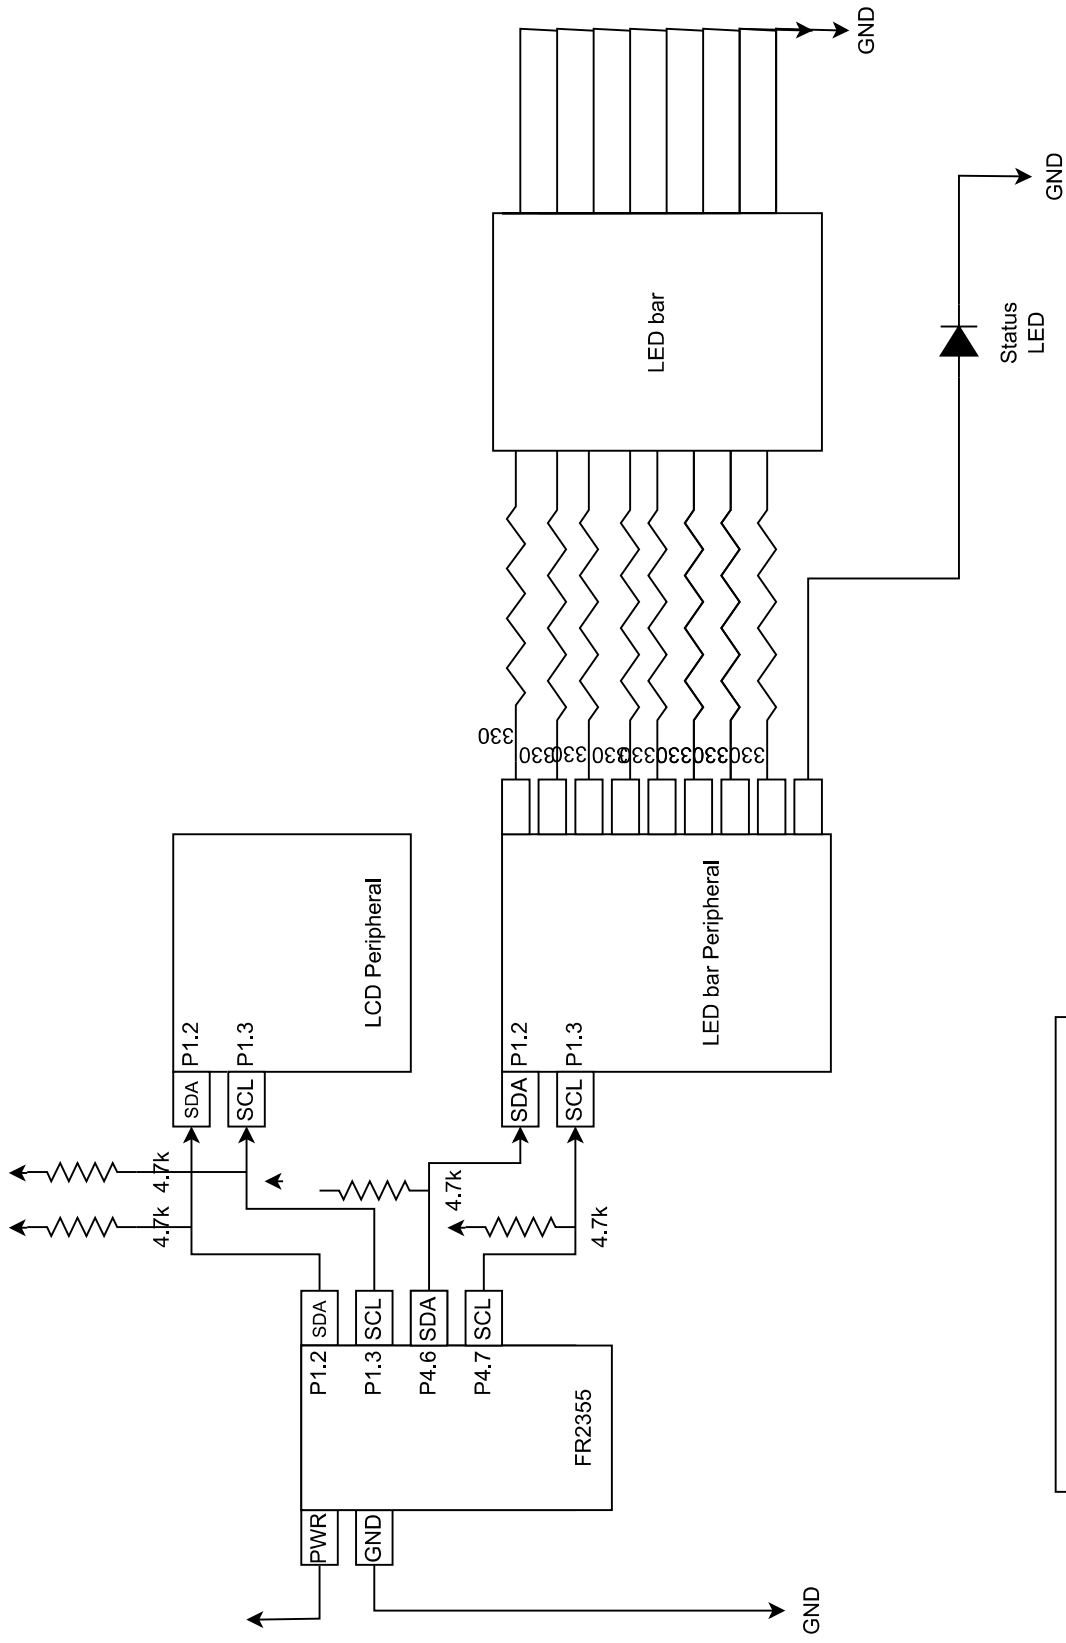 PWR
GND
FR2355
P1.2
P1.3
P4.6
P4.7
SDA
SCL
SDA
SCL
GND
4.7k
4.7k
4.7k
4.7k
SDA
SCL
P1.2
P1.3
LCD Peripheral
SDA
SCL
P1.2
P1.3
LED bar Peripheral
330
330
330
330
330
330
330
330
LED bar
GND
Status
LED
GND